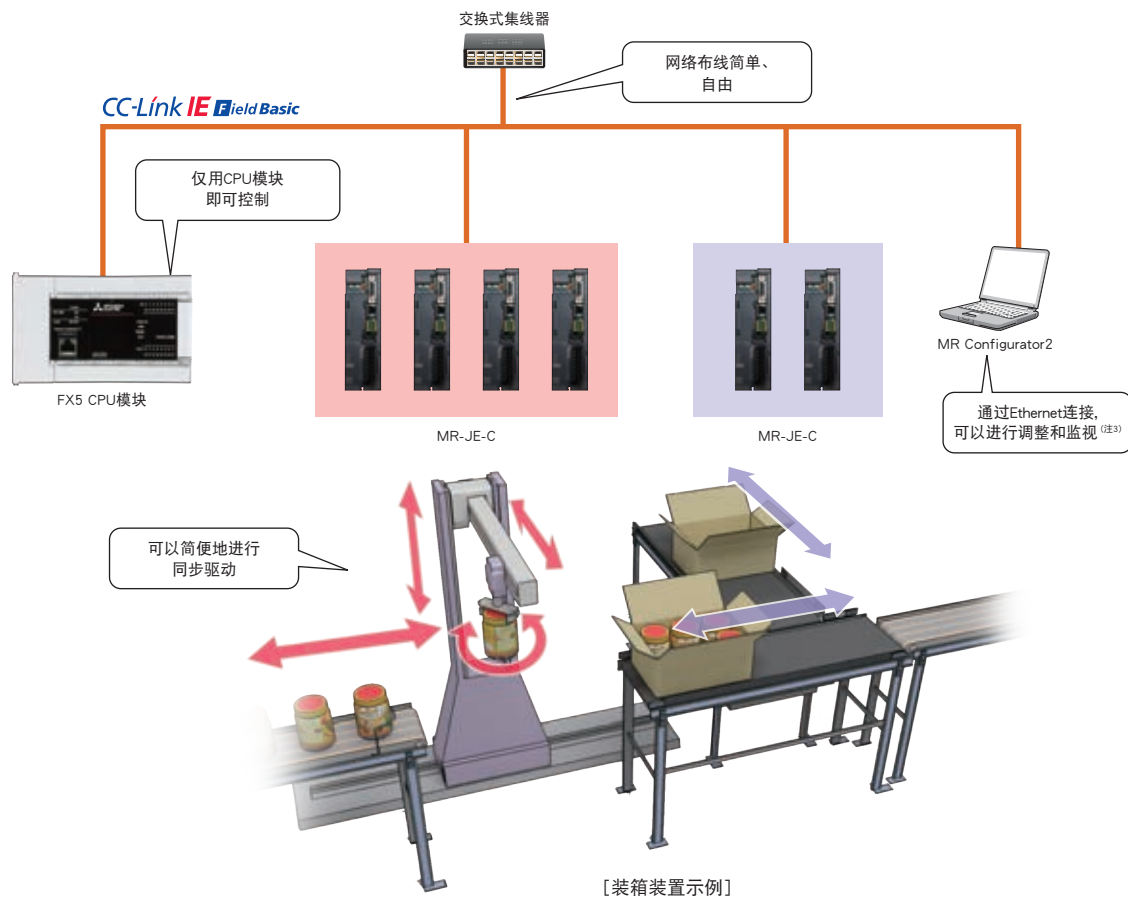 交换式集线器
网络布线简单、
自由
CC-Link IE Field Basic
仅用CPU模块
即可控制
FX5 CPU模块
MR-JE-C
MR-JE-C
MR Configurator2
通过Ethernet连接,
可以进行调整和监视(注3)
可以简便地进行
同步驱动
[装箱装置示例]